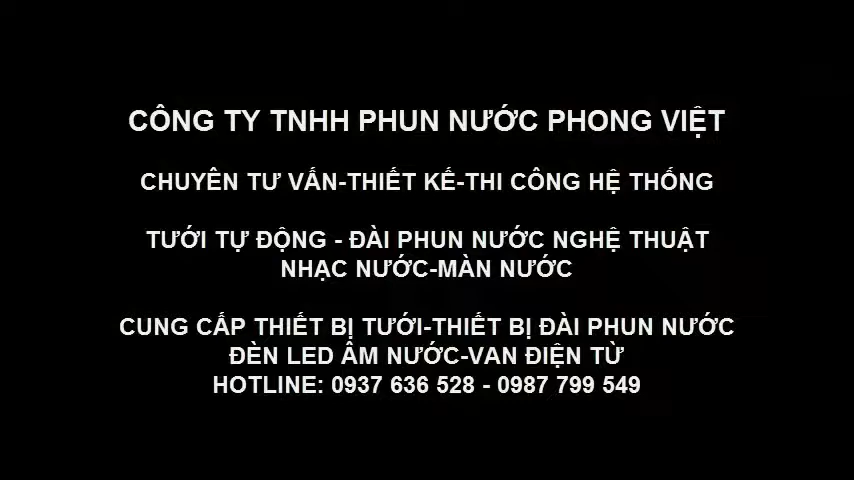 CÔNG TY TNHH PHUN NƯỚC PHONG VIỆT
CHUYÊN TƯ VẤN-THIẾT KẾ-THI CÔNG HỆ THỐNG
TƯỚI TỰ ĐỘNG - ĐÀI PHUN NƯỚC NGHỆ THUẬT
NHẠC NƯỚC-MÀN NƯỚC
CUNG CẤP THIẾT BỊ TƯỚI-THIẾT BỊ ĐÀI PHUN NƯỚC
ĐÈN LED ÂM NƯỚC-VAN ĐIỆN TỪ
HOTLINE: 0937 636 528 - 0987 799 549